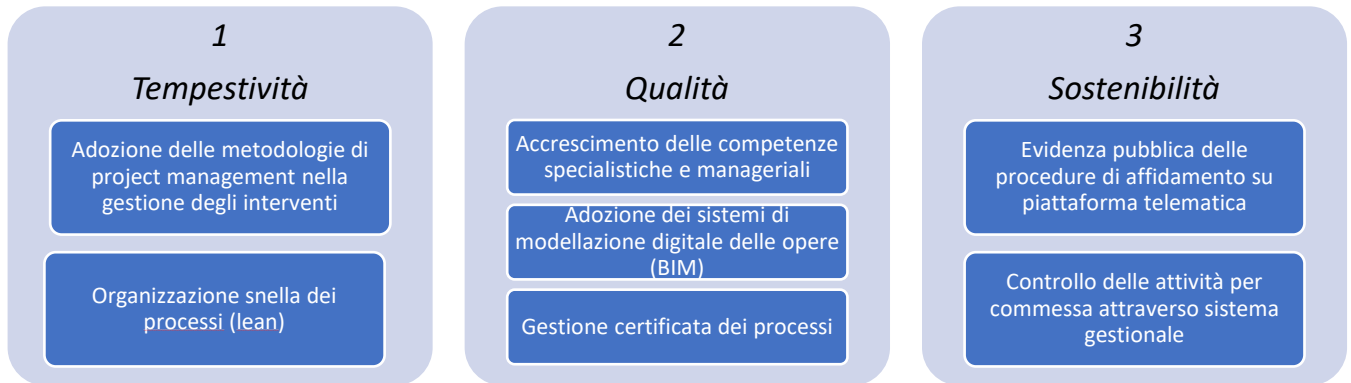 1
Tempestività
Adozione delle metodologie di
project management nella
gestione degli interventi
Organizzazione snella dei
processi (lean)
2
Qualità
Accrescimento delle competenze
specialistiche e manageriali
Adozione dei sistemi di
modellazione digitale delle opere
(BIM)
Gestione certificata dei processi
3
Sostenibilità
Evidenza pubblica delle
procedure di affidamento su
piattaforma telematica
Controllo delle attività per
commessa attraverso sistema
gestionale